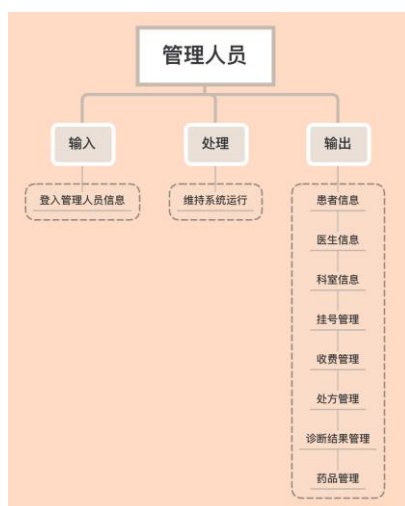 管理人员
输入
处理
输出
登入管理人员信息
维持系统运行
患者信息
医生信息
科室信息
挂号管理
收费管理
处方管理
诊断结果管理
药品管理